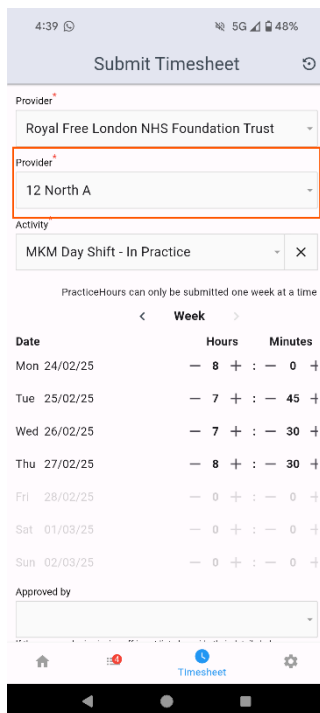 4:39 5G 48%
Submit Timesheet
Provider*
Royal Free London NHS Foundation Trust
Provider*
12 North A
Activity
MKM Day Shift - In Practice
PracticeHours can only be submitted one week at a time
< Week >
Date Hours Minutes
Mon 24/02/25 — 8 + : — 0 +
Tue 25/02/25 — 7 + : — 45 +
Wed 26/02/25 — 7 + : — 30 +
Thu 27/02/25 — 8 + : — 30 +
Fri 28/02/25 — 0 + : — 0 +
Sat 01/03/25 — 0 + : — 0 +
Sun 02/03/25 — 0 + : — 0 +
Approved by
4
Timesheet